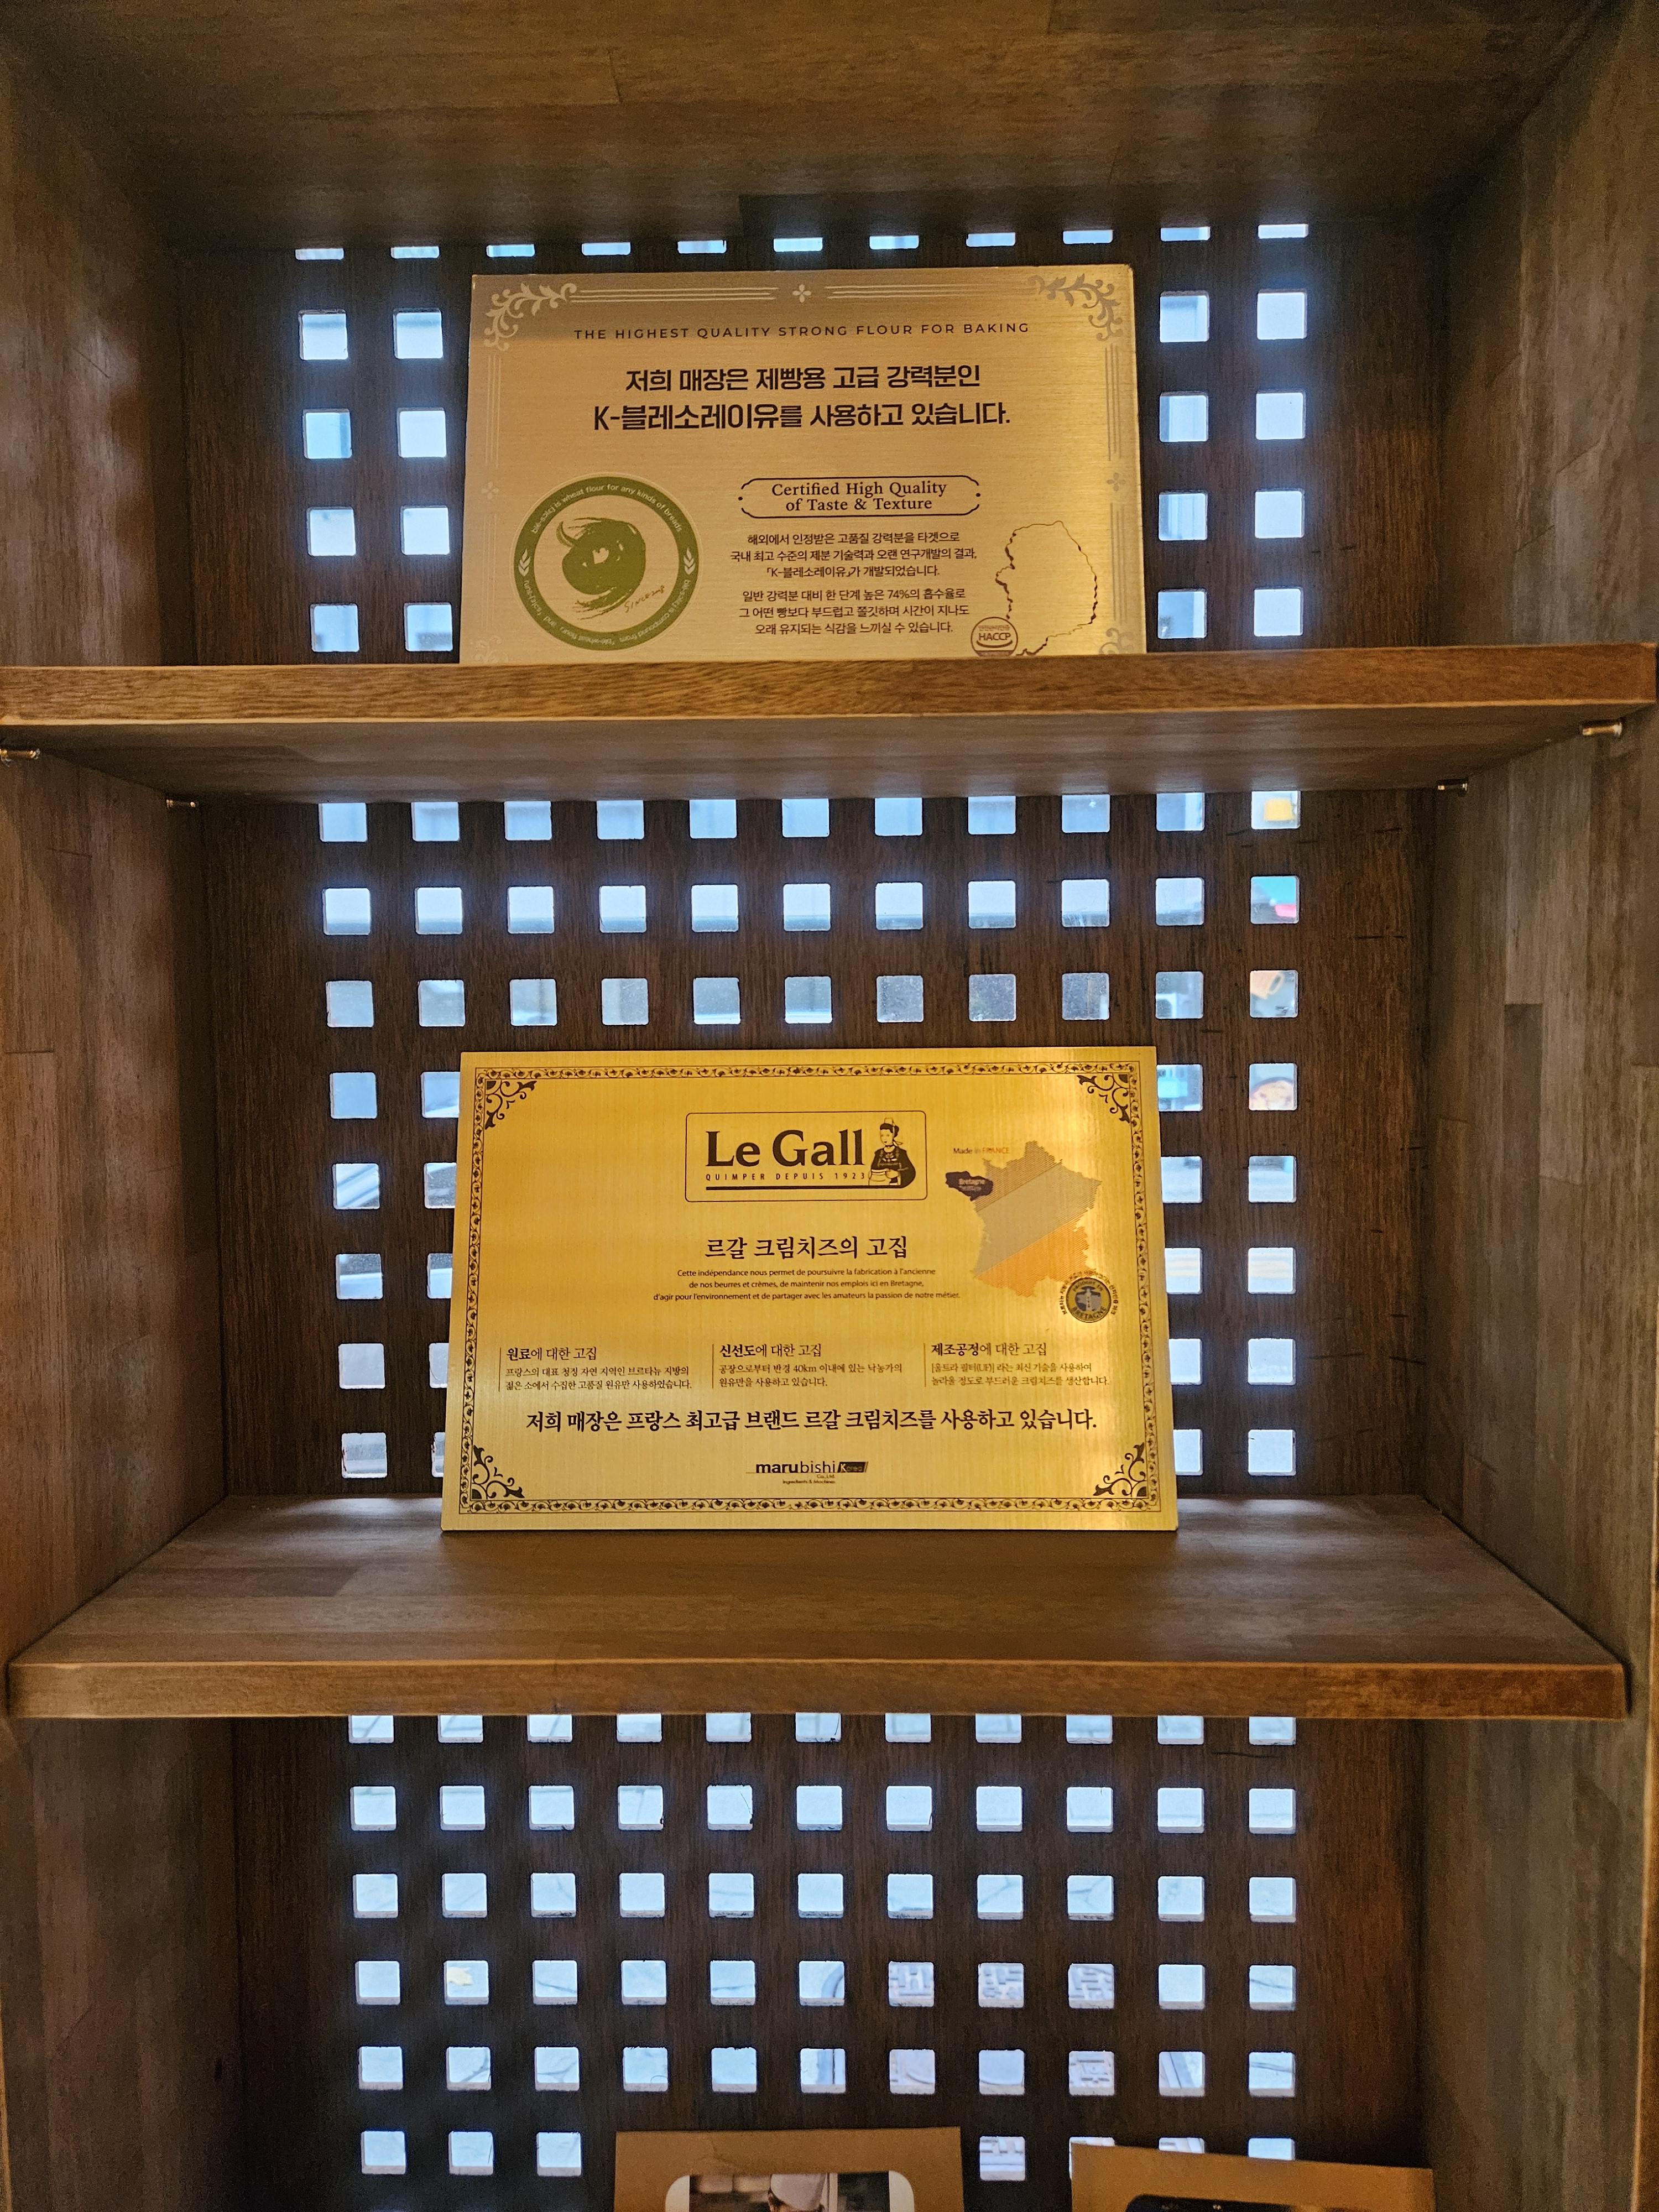 THE HIGHEST QUALITY STRONG FLOUR FOR BAKING
저희 매장은 제빵용 고급 강력분인
K-블레소레이유를 사용하고 있습니다.
Certified High Quality
of Taste & Texture
해외에서 인정받은 고품질 강력분을 타겟으로
국내 최고 수준의 제분 기술력과 오랜 연구개발의 결과,
「K-블레소레이유」가 개발되었습니다.
일반 강력분 대비 한 단계 높은 74%의 흡수율로
그 어떤 빵보다 부드럽고 쫄깃하며 시간이 지나도
오래 유지되는 식감을 느끼실 수 있습니다.
is wheat flour for any kinds of breads
HACCP
Le Gall
QUIMPER DEPUIS 1923
Made in FRANCE
Bretagne
르갈 크림치즈의 고집
Cette indépendance nous permet de poursuivre la fabrication à l'ancienne
de nos beurres et crèmes, de maintenir nos emplois ici en Bretagne,
d'agir pour l'environnement et de partager avec les amateurs la passion de notre métier.
원료에 대한 고집
프랑스의 대표 청정 자연 지역인 브르타뉴 지방의
젊은 소에서 수집한 고품질 원유만 사용하였습니다.
신선도에 대한 고집
공장으로부터 반경 40km 이내에 있는 낙농가의
원유만을 사용하고 있습니다.
제조공정에 대한 고집
[울트라 필터(UF)] 라는 최신 기술을 사용하여
놀라울 정도로 부드러운 크림치즈를 생산합니다.
BRETAGNE
저희 매장은 프랑스 최고급 브랜드 르갈 크림치즈를 사용하고 있습니다.
marubishi Korea
Co., Ltd.
Ingredients & Machines